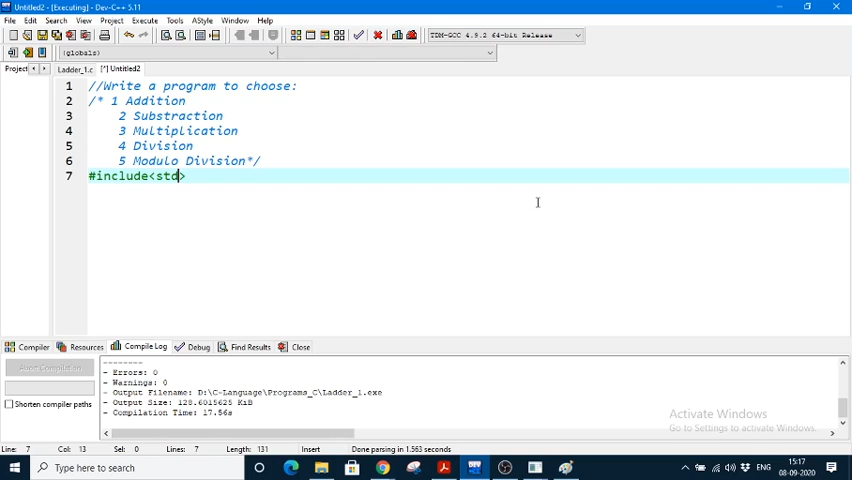 Untitled2 - [Executing] - Dev-C++ 5.11
File Edit Search View Project Execute Tools AStyle Window Help
TDM-GCC 4.9.2 64-bit Release
(globals)
Project Ladder_1.c [*] Untitled2
1 //Write a program to choose:
2 /* 1 Addition
3 2 Substraction
4 3 Multiplication
5 4 Division
6 5 Modulo Division*/
7 #include<std>
Compiler Resources Compile Log Debug Find Results Close
Abort Compilation
Shorten compiler paths
--------
- Errors: 0
- Warnings: 0
- Output Filename: D:\C-Language\Programs_C\Ladder_1.exe
- Output Size: 128.6015625 KiB
- Compilation Time: 17.56s
Activate Windows
Go to Settings to activate Windows.
Line: 7 Col: 13 Sel: 0 Lines: 7 Length: 131 Insert Done parsing in 1.563 seconds
Type here to search
ENG
15:17
08-09-2020